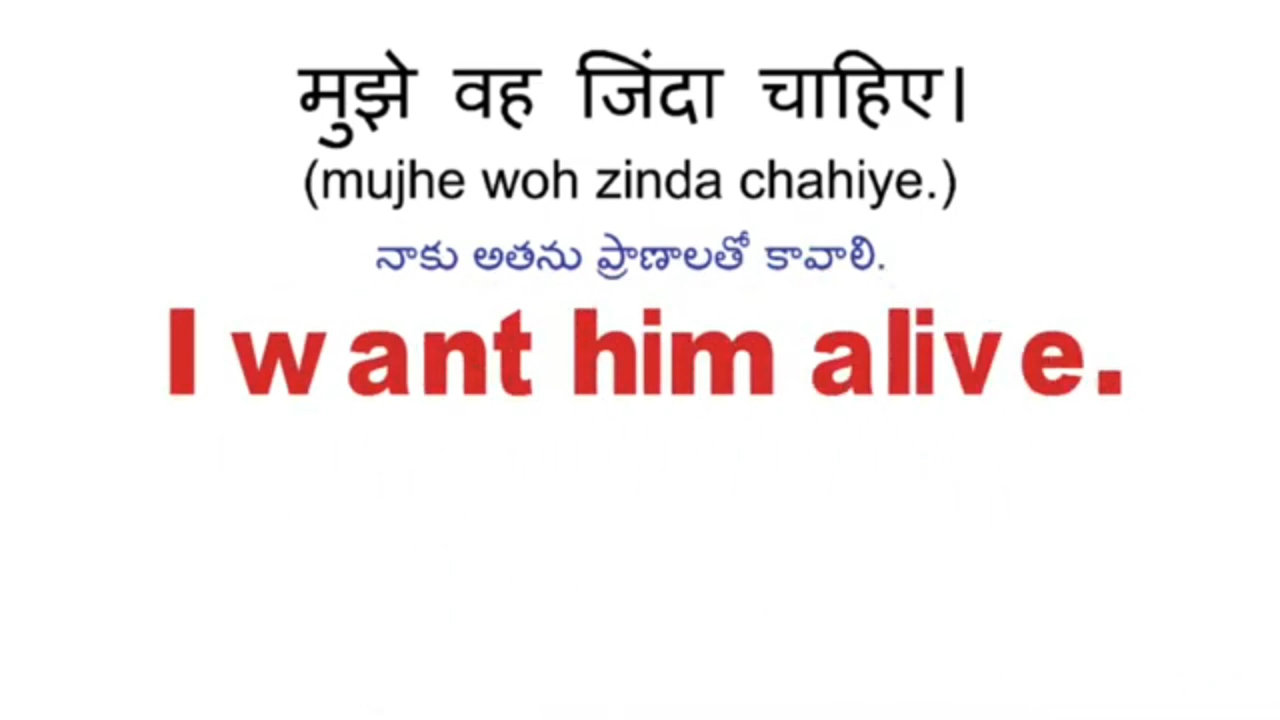 मुझे वह जिंदा चाहिए।
(mujhe woh zinda chahiye.)
నాకు అతను ప్రాణాలతో కావాలి.
I want him alive.